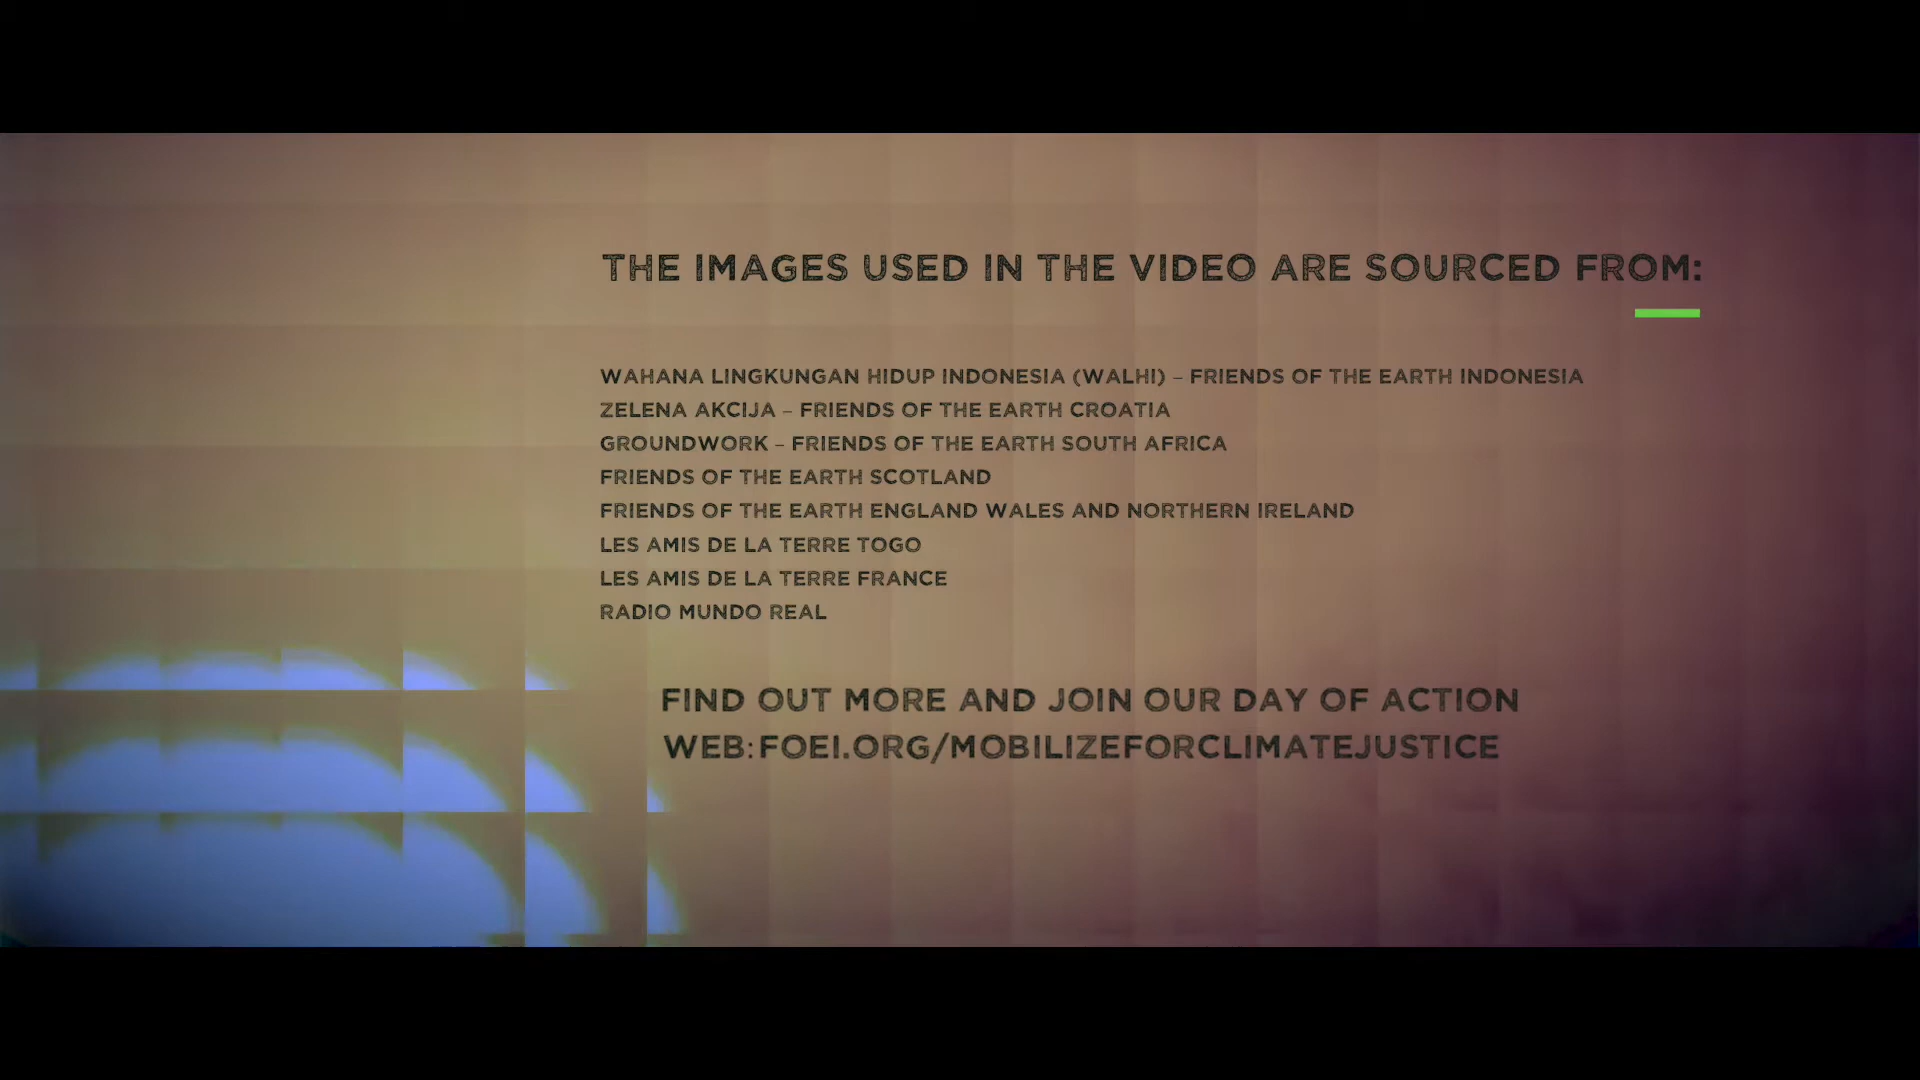 THE IMAGES USED IN THE VIDEO ARE SOURCED FROM:
WAHANA LINGKUNGAN HIDUP INDONESIA (WALHI) – FRIENDS OF THE EARTH INDONESIA
ZELENA AKCIJA – FRIENDS OF THE EARTH CROATIA
GROUNDWORK – FRIENDS OF THE EARTH SOUTH AFRICA
FRIENDS OF THE EARTH SCOTLAND
FRIENDS OF THE EARTH ENGLAND WALES AND NORTHERN IRELAND
LES AMIS DE LA TERRE TOGO
LES AMIS DE LA TERRE FRANCE
RADIO MUNDO REAL
FIND OUT MORE AND JOIN OUR DAY OF ACTION
WEB: FOEI.ORG/MOBILIZEFORCLIMATEJUSTICE